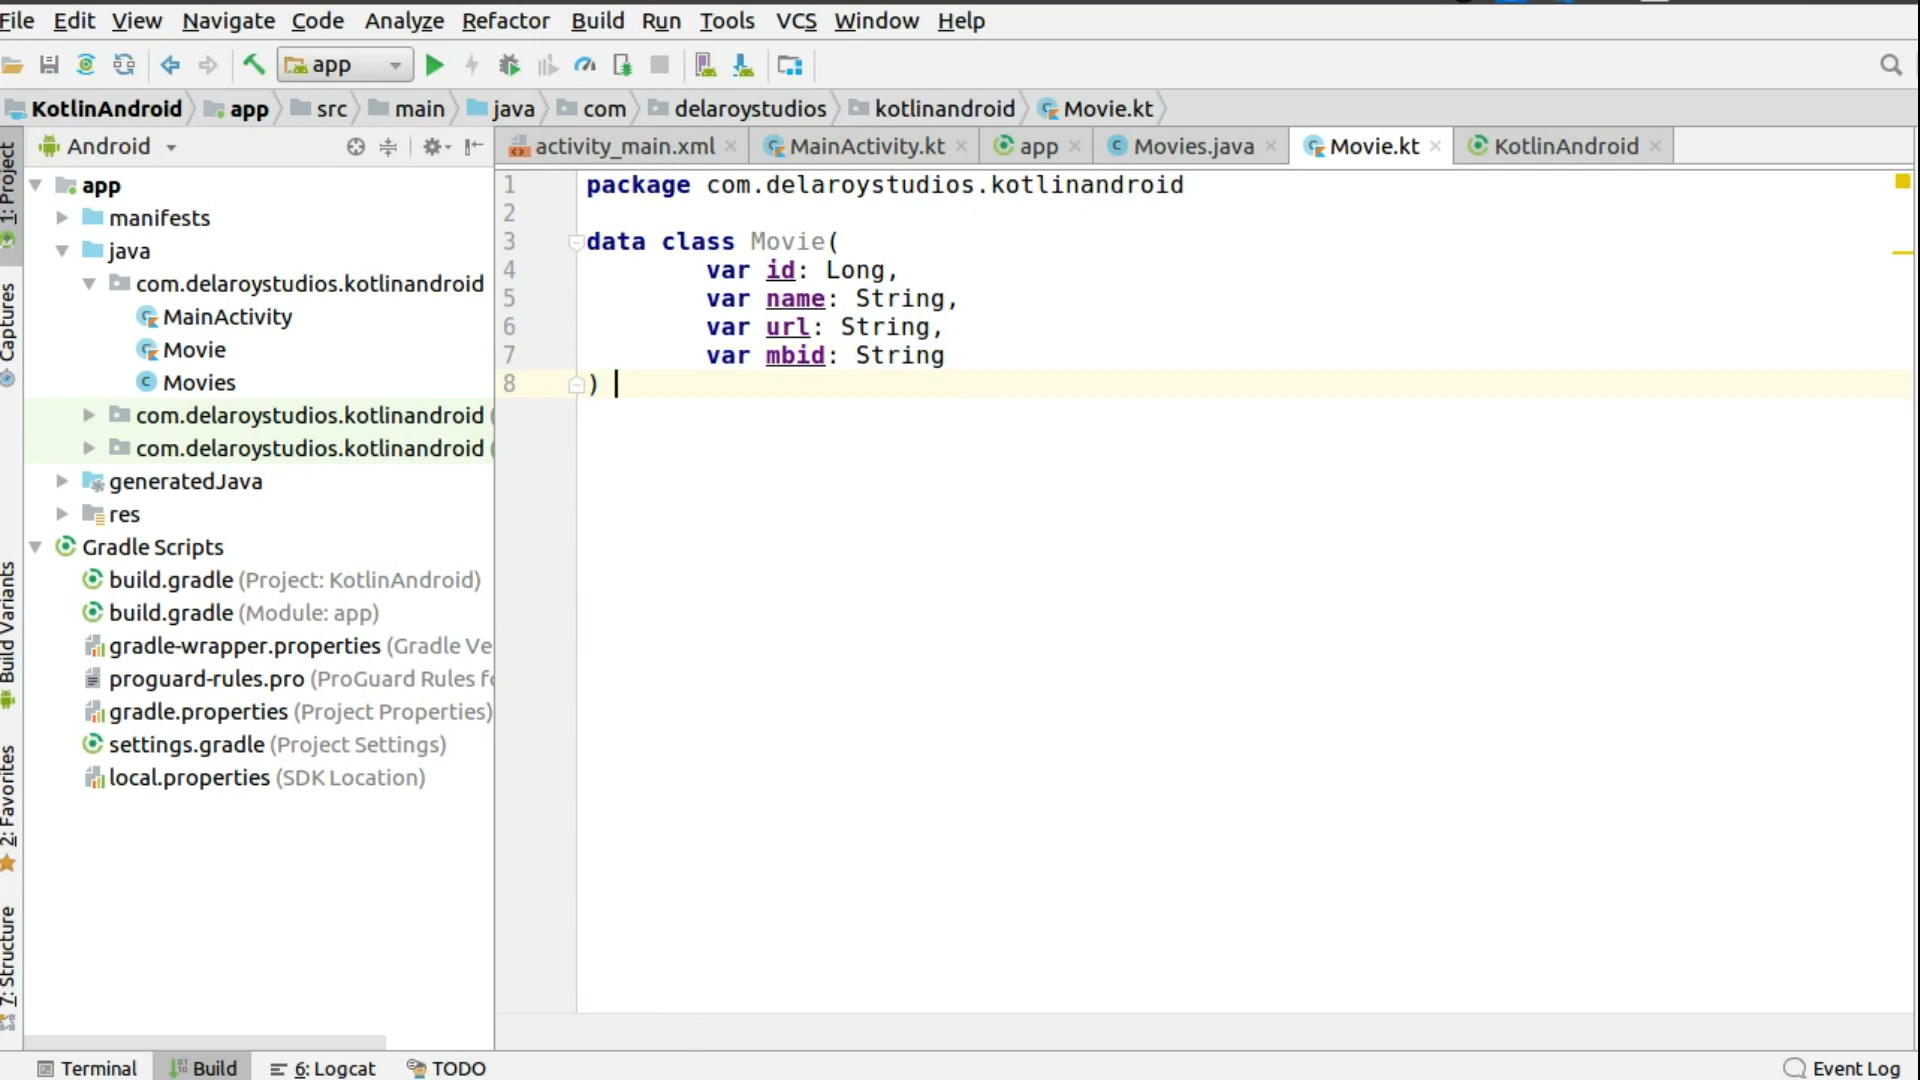 File Edit View Navigate Code Analyze Refactor Build Run Tools VCS Window Help
app
KotlinAndroid app src main java com delaroystudios kotlinandroid Movie.kt
Android
activity_main.xml MainActivity.kt app Movies.java Movie.kt KotlinAndroid
1: Project
Captures
Build Variants
2: Favorites
7: Structure
app
manifests
java
com.delaroystudios.kotlinandroid
MainActivity
Movie
Movies
com.delaroystudios.kotlinandroid (
com.delaroystudios.kotlinandroid (
generatedJava
res
Gradle Scripts
build.gradle (Project: KotlinAndroid)
build.gradle (Module: app)
gradle-wrapper.properties (Gradle Ve
proguard-rules.pro (ProGuard Rules fo
gradle.properties (Project Properties)
settings.gradle (Project Settings)
local.properties (SDK Location)
1 package com.delaroystudios.kotlinandroid
2
3 data class Movie(
4 var id: Long,
5 var name: String,
6 var url: String,
7 var mbid: String
8 )
Terminal Build 6: Logcat TODO Event Log